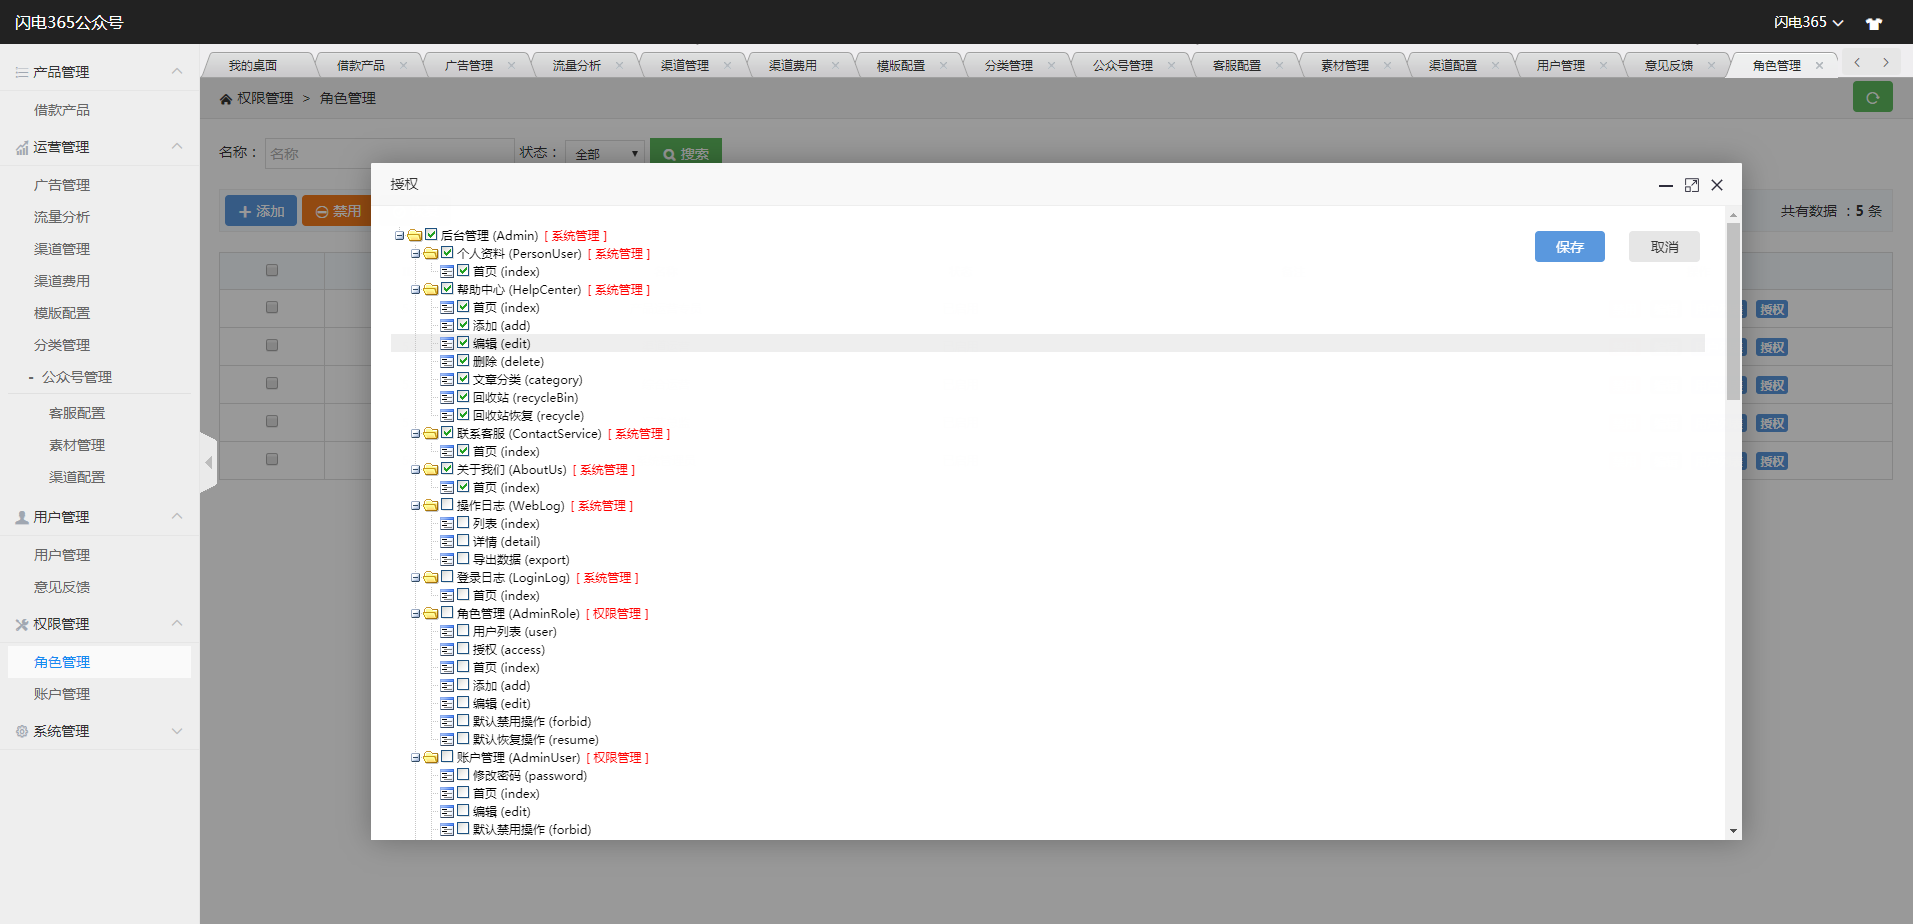 闪电365公众号
闪电365
产品管理
借款产品
运营管理
广告管理
流量分析
渠道管理
渠道费用
模版配置
分类管理
- 公众号管理
客服配置
素材管理
渠道配置
用户管理
用户管理
意见反馈
权限管理
角色管理
账户管理
系统管理
我的桌面 借款产品 广告管理 流量分析 渠道管理 渠道费用 模版配置 分类管理 公众号管理 客服配置 素材管理 渠道配置 用户管理 意见反馈 角色管理
权限管理 > 角色管理
名称： 名称 状态： 全部 搜索
添加 禁用 共有数据 ：5 条
授权
授权
授权
授权
授权
授权
保存 取消
后台管理 (Admin) [ 系统管理 ]
个人资料 (PersonUser) [ 系统管理 ]
首页 (index)
帮助中心 (HelpCenter) [ 系统管理 ]
首页 (index)
添加 (add)
编辑 (edit)
删除 (delete)
文章分类 (category)
回收站 (recycleBin)
回收站恢复 (recycle)
联系客服 (ContactService) [ 系统管理 ]
首页 (index)
关于我们 (AboutUs) [ 系统管理 ]
首页 (index)
操作日志 (WebLog) [ 系统管理 ]
列表 (index)
详情 (detail)
导出数据 (export)
登录日志 (LoginLog) [ 系统管理 ]
首页 (index)
角色管理 (AdminRole) [ 权限管理 ]
用户列表 (user)
授权 (access)
首页 (index)
添加 (add)
编辑 (edit)
默认禁用操作 (forbid)
默认恢复操作 (resume)
账户管理 (AdminUser) [ 权限管理 ]
修改密码 (password)
首页 (index)
编辑 (edit)
默认禁用操作 (forbid)